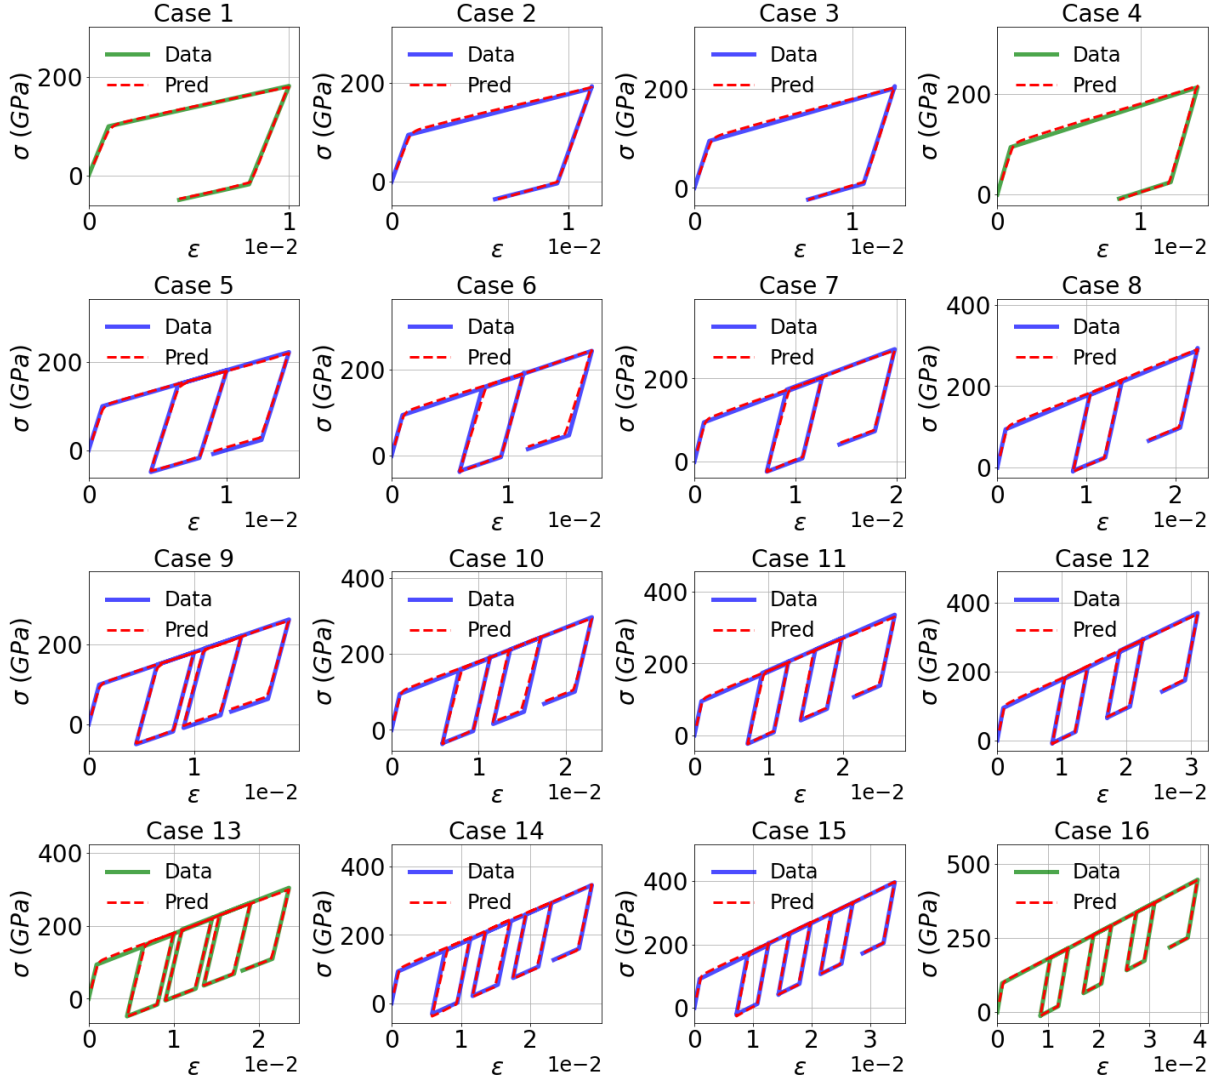 Case 1
Case 2
Case 3
Case 4
Data
Pred
Data
Pred
Data
Pred
Data
Pred
200
0
σ (GPa)
0
1
ε
1e−2
200
0
σ (GPa)
0
1
ε
1e−2
200
0
σ (GPa)
0
1
ε
1e−2
200
0
σ (GPa)
0
1
ε
1e−2
Case 5
Case 6
Case 7
Case 8
Data
Pred
Data
Pred
Data
Pred
Data
Pred
200
0
σ (GPa)
0
1
ε
1e−2
200
0
σ (GPa)
0
1
ε
1e−2
200
0
σ (GPa)
0
1
2
ε
1e−2
400
200
0
σ (GPa)
0
1
2
ε
1e−2
Case 9
Case 10
Case 11
Case 12
Data
Pred
Data
Pred
Data
Pred
Data
Pred
200
0
σ (GPa)
0
1
ε
1e−2
400
200
0
σ (GPa)
0
1
2
ε
1e−2
400
200
0
σ (GPa)
0
1
2
ε
1e−2
400
200
0
σ (GPa)
0
1
2
3
ε
1e−2
Case 13
Case 14
Case 15
Case 16
Data
Pred
Data
Pred
Data
Pred
Data
Pred
400
200
0
σ (GPa)
0
1
2
ε
1e−2
400
200
0
σ (GPa)
0
1
2
ε
1e−2
400
200
0
σ (GPa)
0
1
2
3
ε
1e−2
500
250
0
σ (GPa)
0
1
2
3
4
ε
1e−2